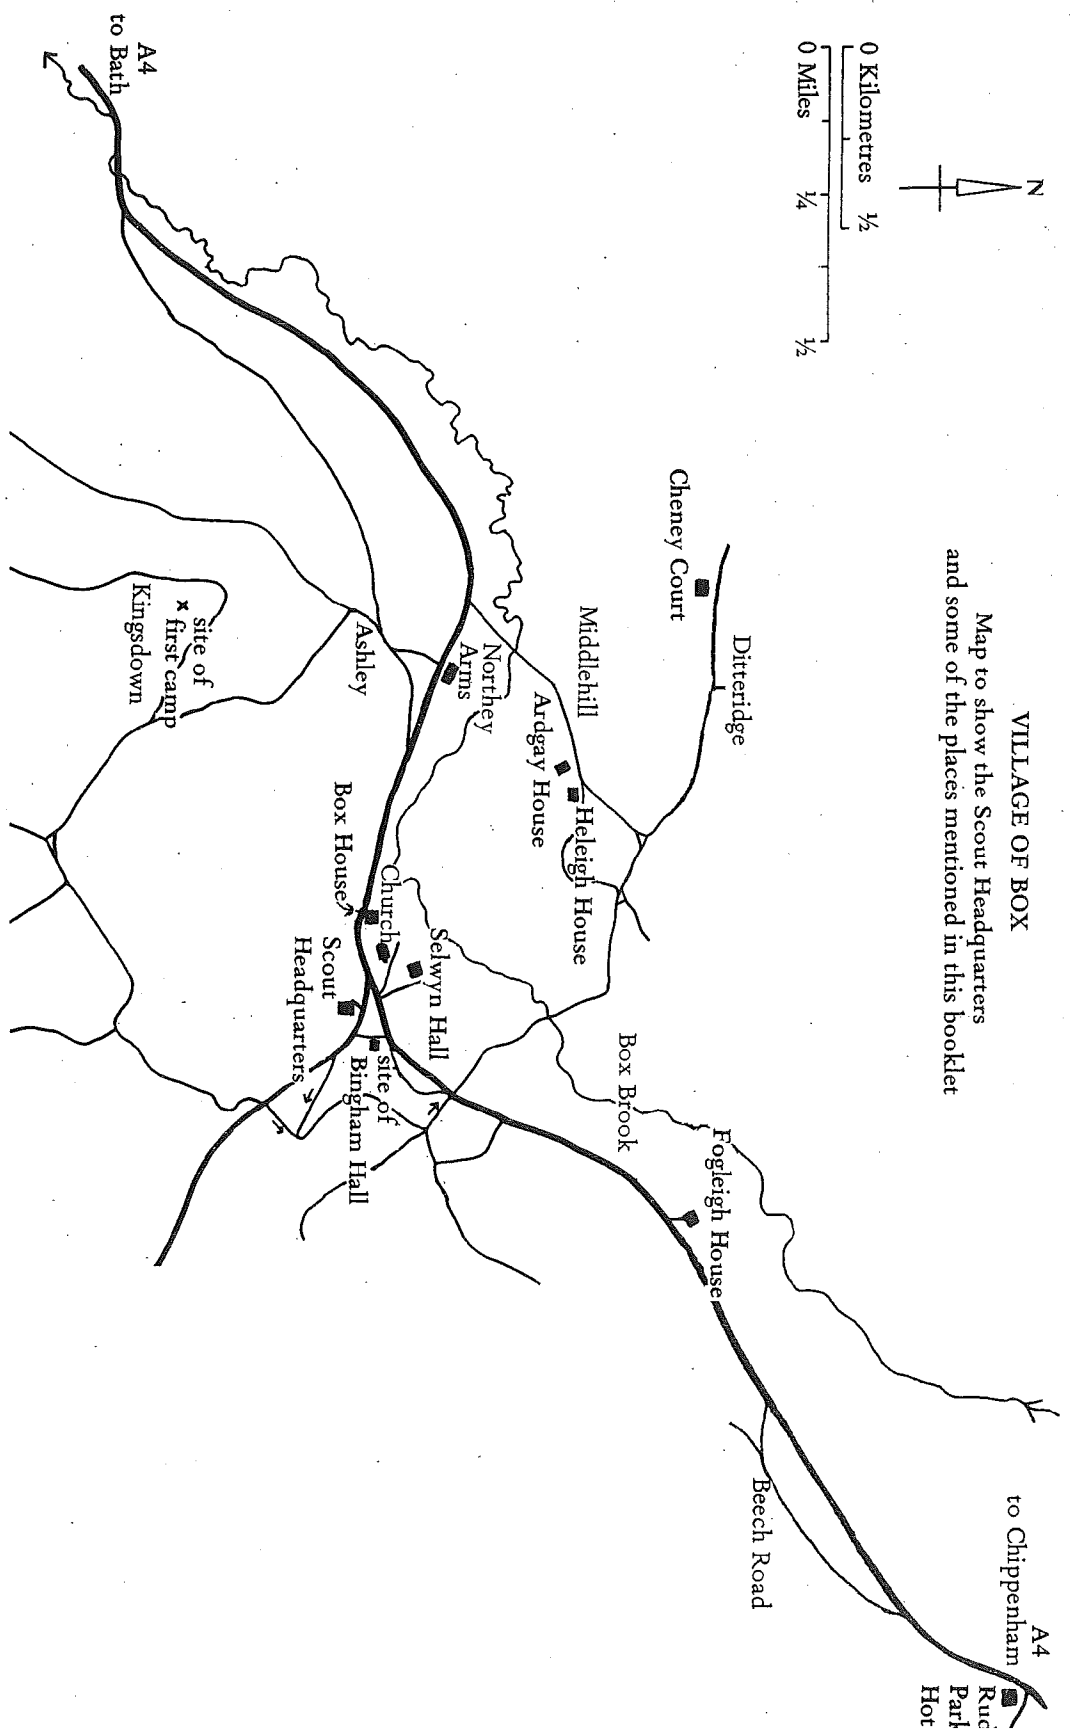 VILLAGE OF BOX
Map to show the Scout Headquarters
and some of the places mentioned in this booklet
N
0 Kilometres ½
0 Miles ¼ ½
A4
to Bath
A4
to Chippenham
Cheney Court
Ditteridge
Middlehill
Ardgay House
Heleigh House
Northey
Arms
Ashley
site of
first camp
x
Kingsdown
Box House
Church
Selwyn Hall
Scout
Headquarters
site of
Bingham Hall
Box Brook
Fogleigh House
Beech Road
Rud
Park
Hot